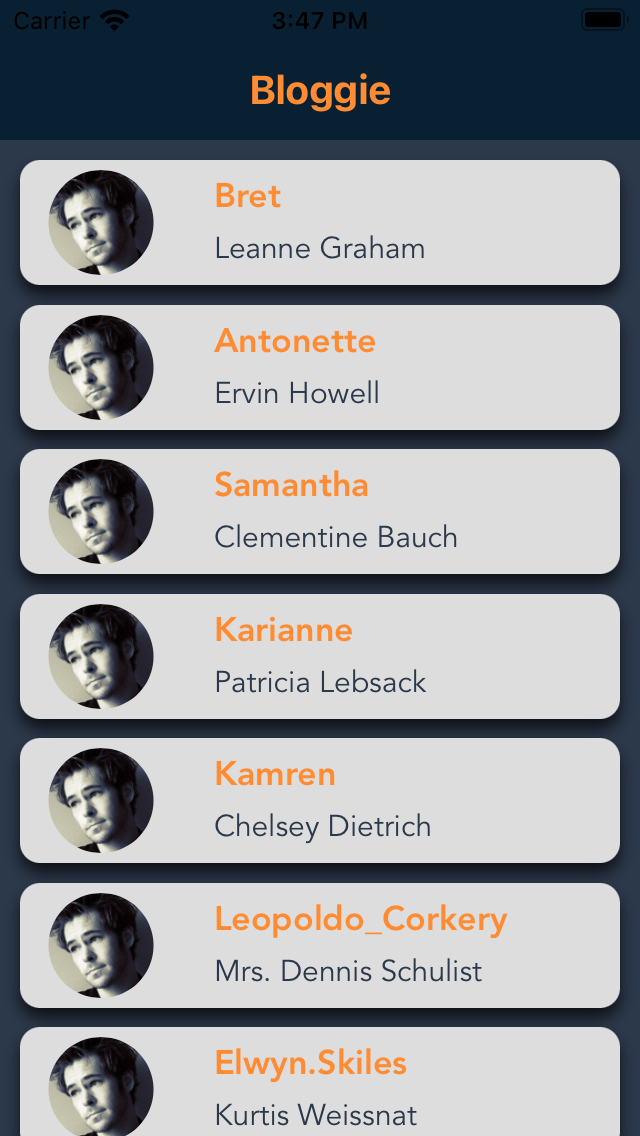 Carrier 3:47 PM
Bloggie
Bret
Leanne Graham
Antonette
Ervin Howell
Samantha
Clementine Bauch
Karianne
Patricia Lebsack
Kamren
Chelsey Dietrich
Leopoldo_Corkery
Mrs. Dennis Schulist
Elwyn.Skiles
Kurtis Weissnat